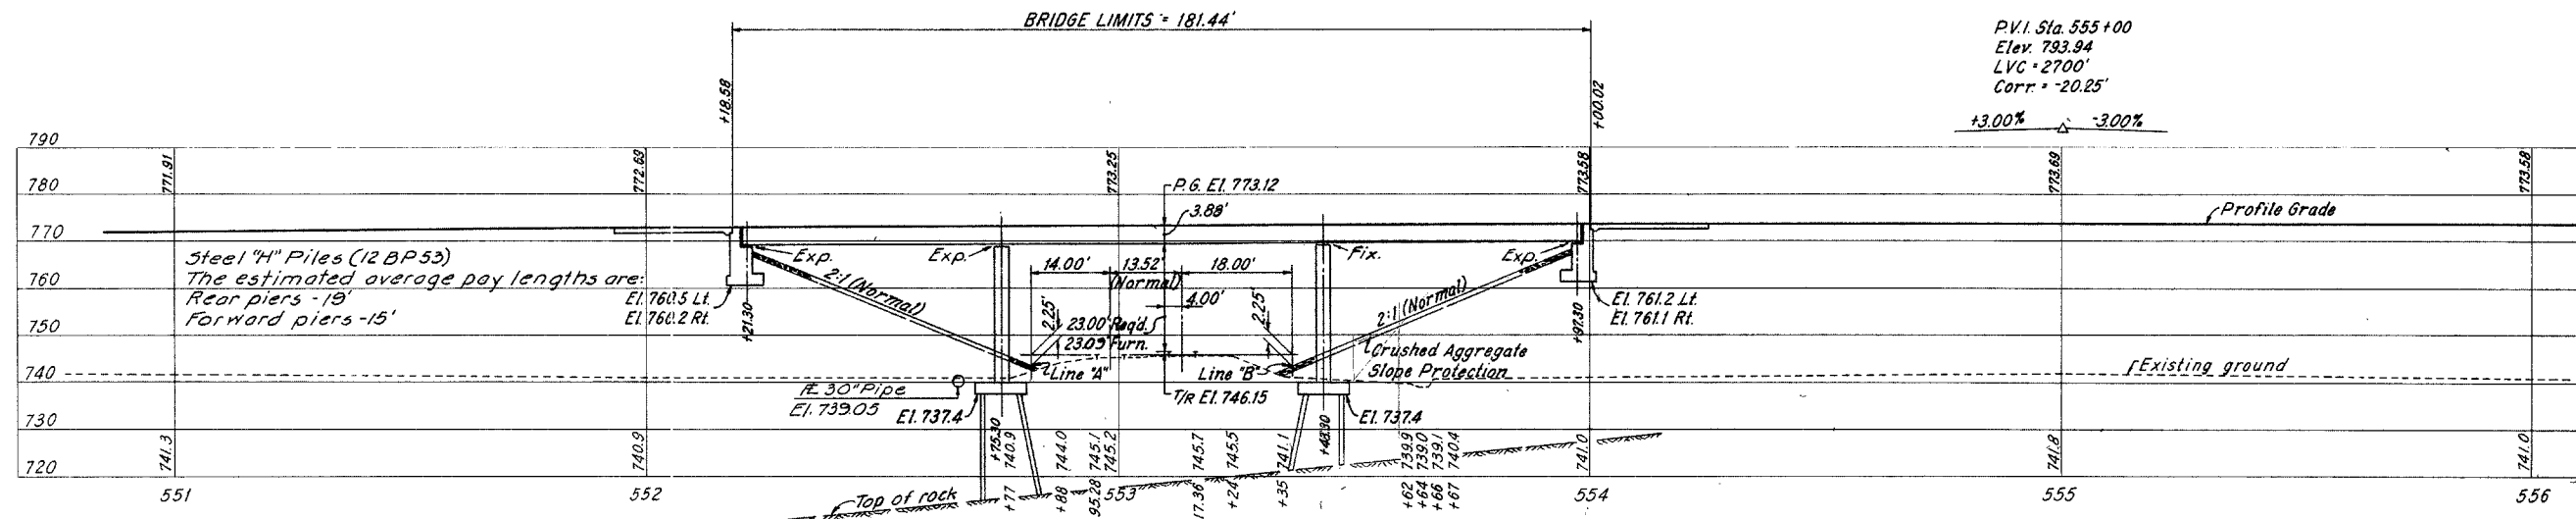 BRIDGE LIMITS = 181.44'
P.V.I. Sta. 555+00
Elev. 793.94
LVC = 2700'
Corr. = -20.25'
+3.00% -3.00%
+18.58
+00.02
790
780
770
760
750
740
730
720
771.91
772.69
773.25
773.58
773.69
773.58
P.G. El. 773.12
3.88'
Profile Grade
Steel "H" Piles (12 BP 53)
The estimated average pay lengths are:
Rear piers - 19'
Forward piers - 15'
Exp.
Exp.
Fix.
Exp.
2:1 (Normal)
14.00'
13.52'
(Normal)
18.00'
4.00'
2.25'
2.25'
23.00' Req'd.
23.09' Furn.
2:1 (Normal)
El. 760.5 Lt.
El. 760.2 Rt.
+21.30
El. 761.2 Lt.
El. 761.1 Rt.
+97.30
Crushed Aggregate
Slope Protection
Line "A"
Line "B"
T/R El. 746.15
Existing ground
30" Pipe
El. 739.05
El. 737.4
El. 737.4
+75.30
+48.30
741.3
740.9
740.9
744.0
745.1
745.2
745.7
745.5
741.1
739.9
739.0
739.1
740.4
741.0
741.8
741.0
Top of rock
+77
+88
95.28
17.36
+24
+35
+62
+64
+66
+67
551
552
553
554
555
556